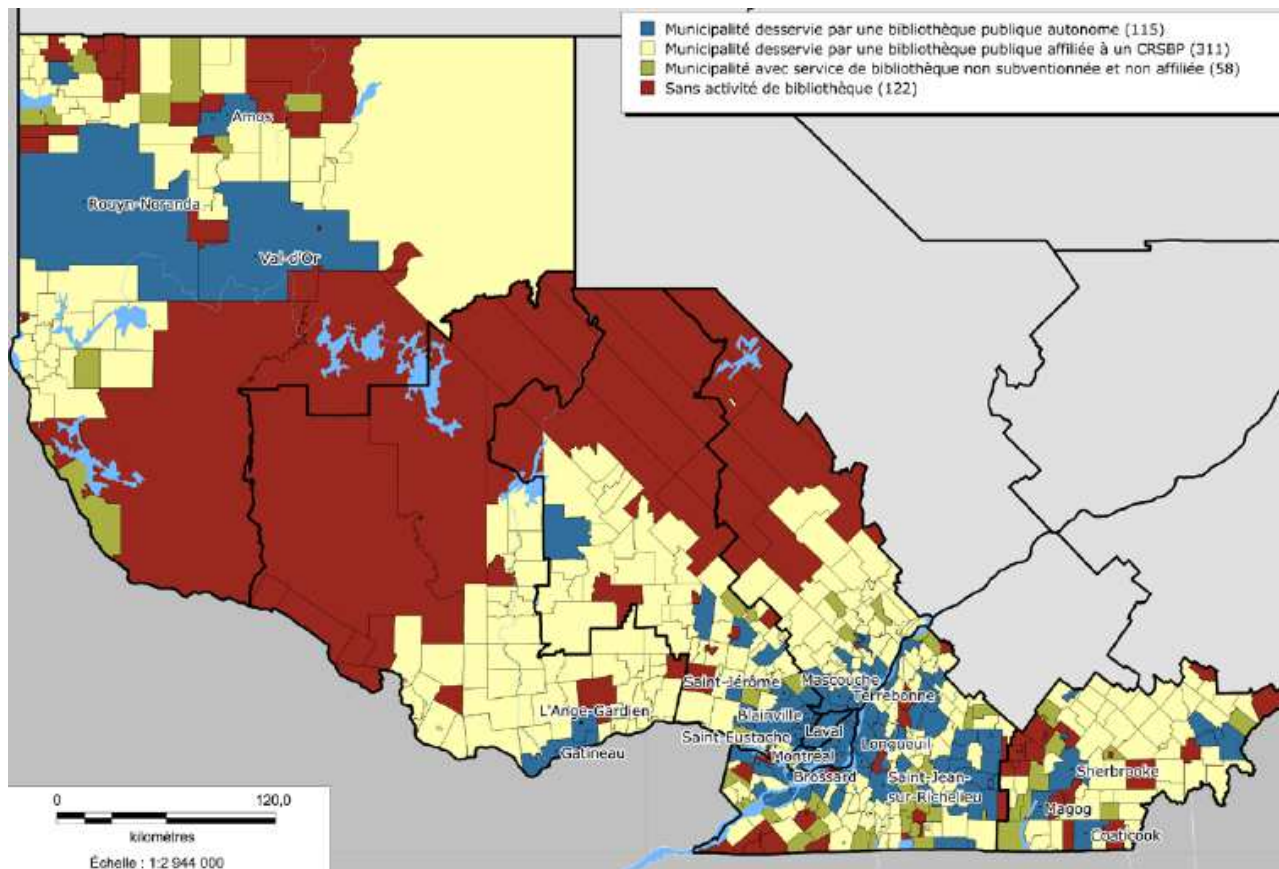 Municipalité desservie par une bibliothèque publique autonome (115)
Municipalité desservie par une bibliothèque publique affiliée à un CRSBP (311)
Municipalité avec service de bibliothèque non subventionnée et non affiliée (58)
Sans activité de bibliothèque (122)
Amos
Rouyn-Noranda
Val-d'Or
Saint-Jérôme
Mascouche
Terrebonne
L'Ange-Gardien
Blainville
Saint-Eustache
Laval
Longueuil
Gatineau
Montréal
Brossard
Saint-Jean-
sur-Richelieu
Sherbrooke
Magog
Coaticook
0 120,0
kilomètres
Échelle : 1:2 944 000